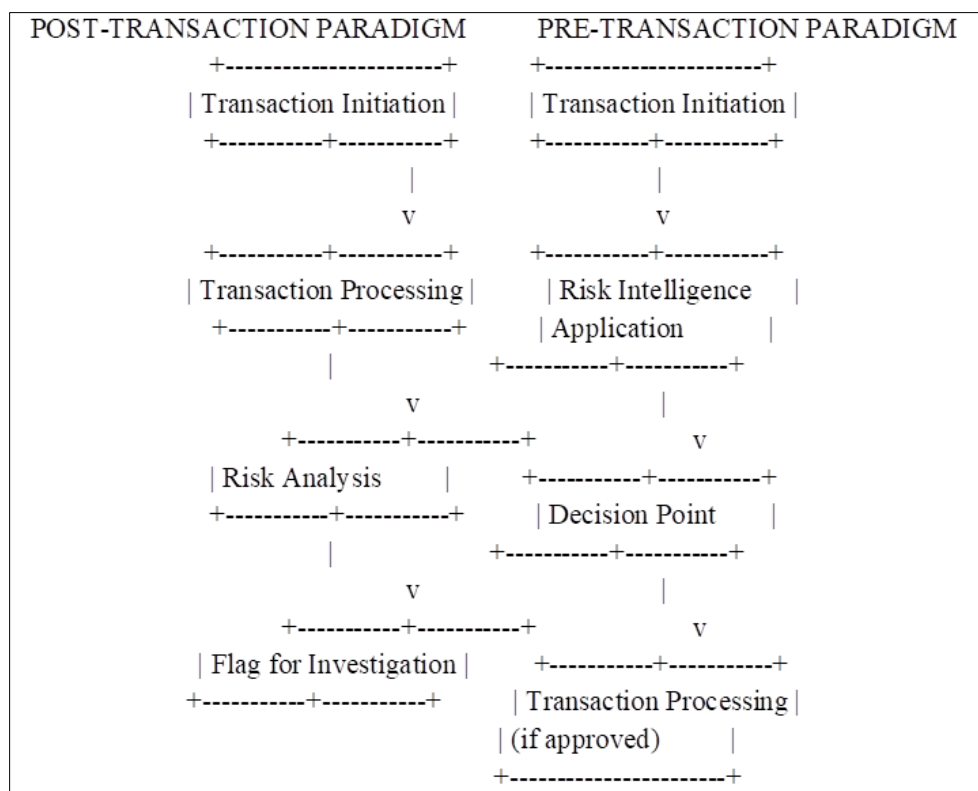 POST-TRANSACTION PARADIGM PRE-TRANSACTION PARADIGM
+-----------------------+ +-----------------------+
| Transaction Initiation | | Transaction Initiation |
+-----------+-----------+ +-----------+-----------+
| |
v v
+-----------+-----------+ +-----------+-----------+
| Transaction Processing | | Risk Intelligence |
+-----------+-----------+ | Application |
| +-----------+-----------+
v |
+-----------+-----------+ v
| Risk Analysis | +-----------+-----------+
+-----------+-----------+ | Decision Point |
| +-----------+-----------+
v |
+-----------+-----------+ v
| Flag for Investigation | +-----------+-----------+
+-----------+-----------+ | Transaction Processing |
| (if approved) |
+-----------------------+